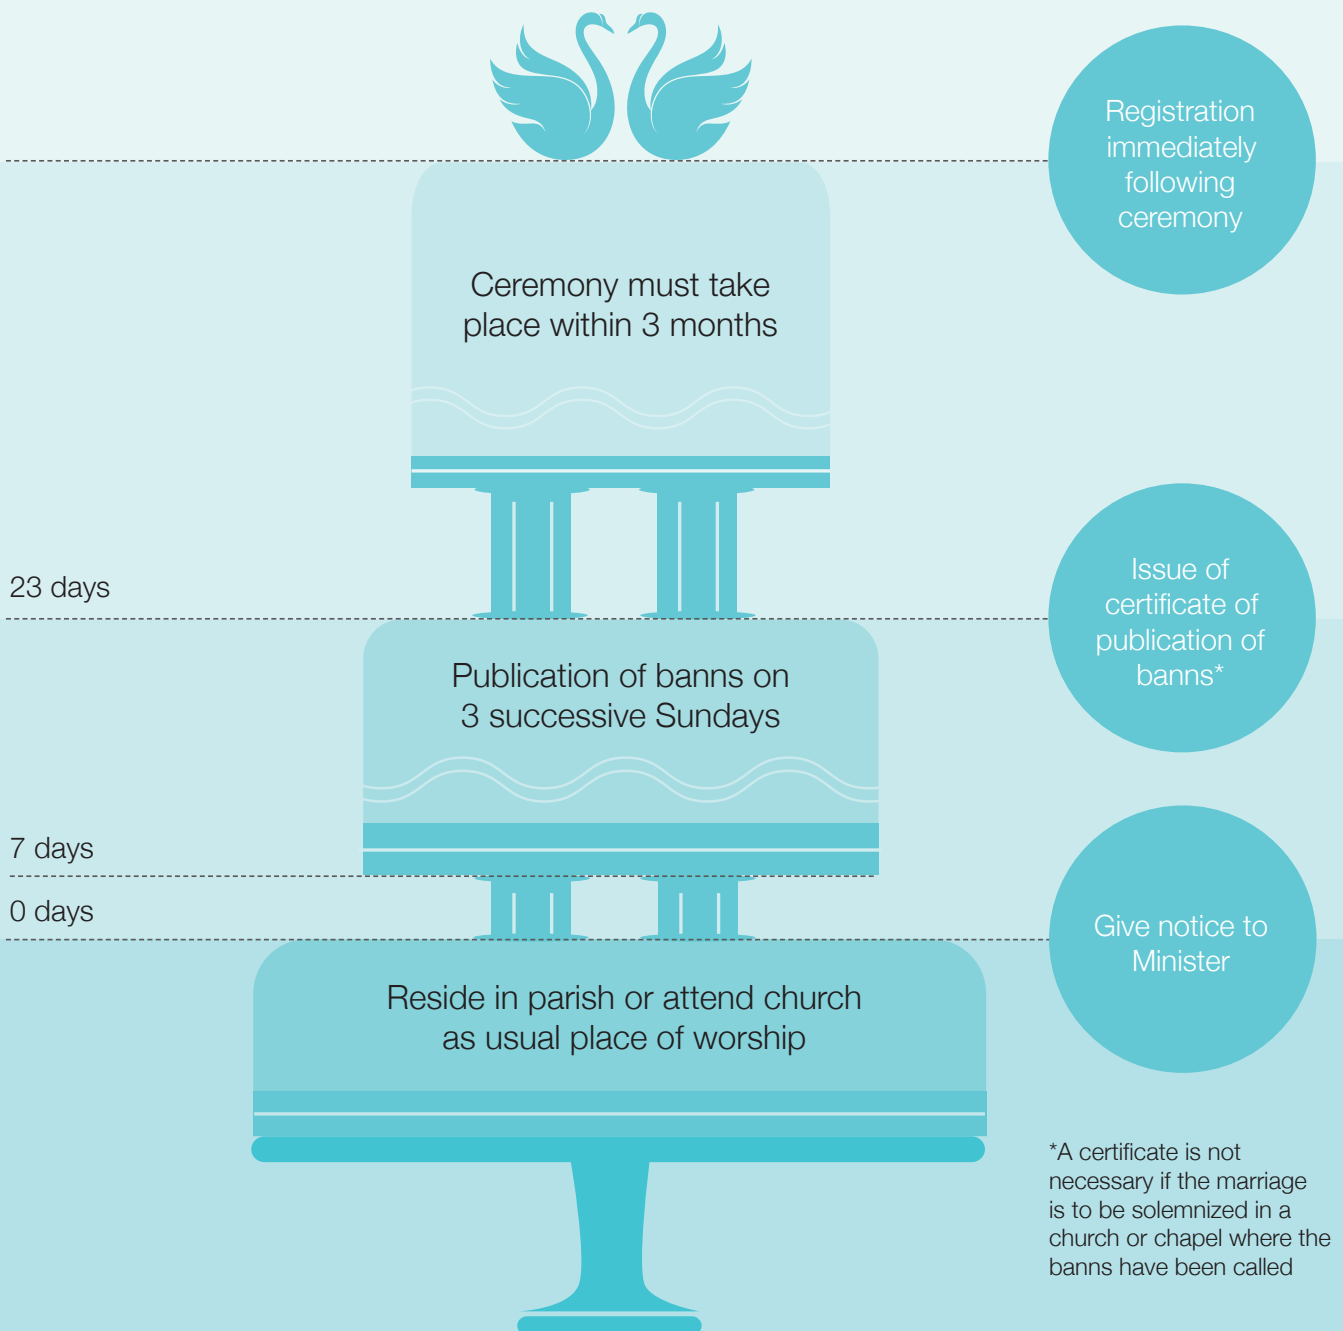 Registration
immediately
following
ceremony
Ceremony must take
place within 3 months
23 days
Issue of
certificate of
publication of
banns*
Publication of banns on
3 successive Sundays
7 days
0 days
Give notice to
Minister
Reside in parish or attend church
as usual place of worship
*A certificate is not
necessary if the marriage
is to be solemnized in a
church or chapel where the
banns have been called